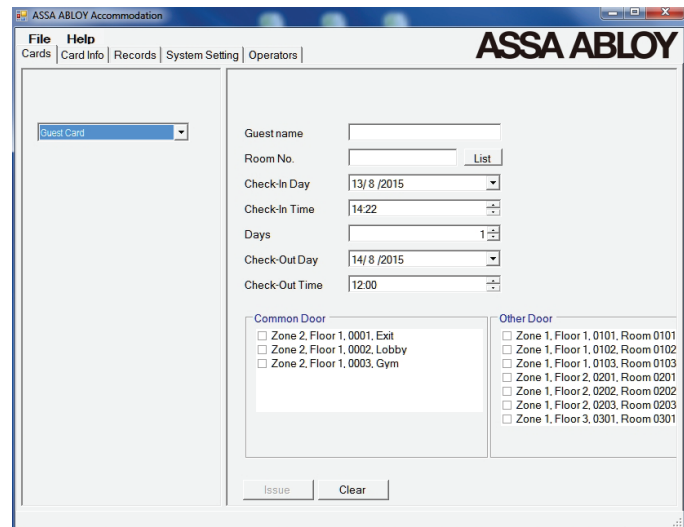 ASSA ABLOY Accommodation
File Help
ASSA ABLOY
Cards Card Info Records System Setting Operators
Guest Card
Guest name
Room No. List
Check-In Day 13/ 8 /2015
Check-In Time 14:22
Days 1
Check-Out Day 14/ 8 /2015
Check-Out Time 12:00
Common Door
Zone 2, Floor 1, 0001, Exit
Zone 2, Floor 1, 0002, Lobby
Zone 2, Floor 1, 0003, Gym
Other Door
Zone 1, Floor 1, 0101, Room 0101
Zone 1, Floor 1, 0102, Room 0102
Zone 1, Floor 1, 0103, Room 0103
Zone 1, Floor 2, 0201, Room 0201
Zone 1, Floor 2, 0202, Room 0202
Zone 1, Floor 2, 0203, Room 0203
Zone 1, Floor 3, 0301, Room 0301
Issue Clear